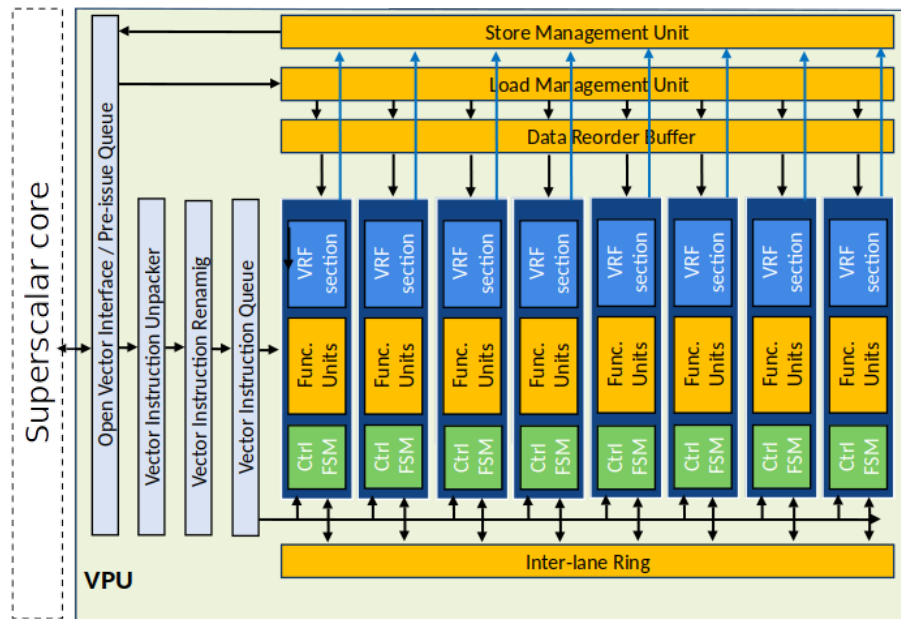 Superscalar core
Open Vector Interface / Pre-issue Queue
Vector Instruction Unpacker
Vector Instruction Renamig
Vector Instruction Queue
Store Management Unit
Load Management Unit
Data Reorder Buffer
VRF
section
VRF
section
VRF
section
VRF
section
VRF
section
VRF
section
VRF
section
VRF
section
Func.
Units
Func.
Units
Func.
Units
Func.
Units
Func.
Units
Func.
Units
Func.
Units
Func.
Units
Ctrl
FSM
Ctrl
FSM
Ctrl
FSM
Ctrl
FSM
Ctrl
FSM
Ctrl
FSM
Ctrl
FSM
Ctrl
FSM
Inter-lane Ring
VPU